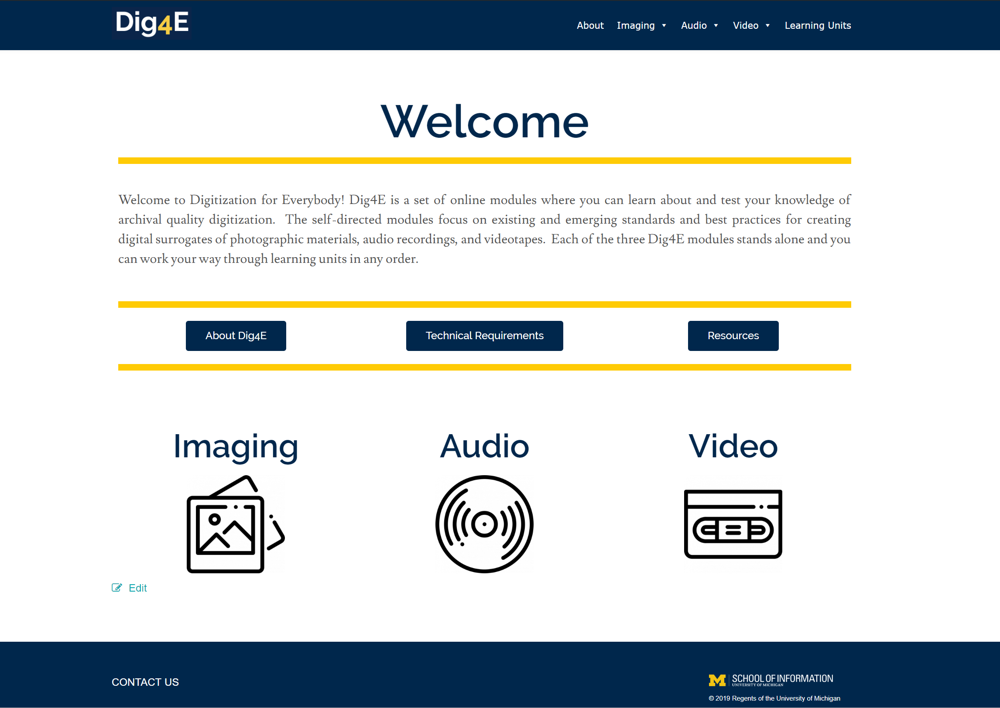 Dig4E
About Imaging Audio Video Learning Units
Welcome
Welcome to Digitization for Everybody! Dig4E is a set of online modules where you can learn about and test your knowledge of
archival quality digitization. The self-directed modules focus on existing and emerging standards and best practices for creating
digital surrogates of photographic materials, audio recordings, and videotapes. Each of the three Dig4E modules stands alone and you
can work your way through learning units in any order.
About Dig4E
Technical Requirements
Resources
Imaging
Audio
Video
Edit
CONTACT US
M SCHOOL OF INFORMATION
UNIVERSITY OF MICHIGAN
© 2019 Regents of the University of Michigan